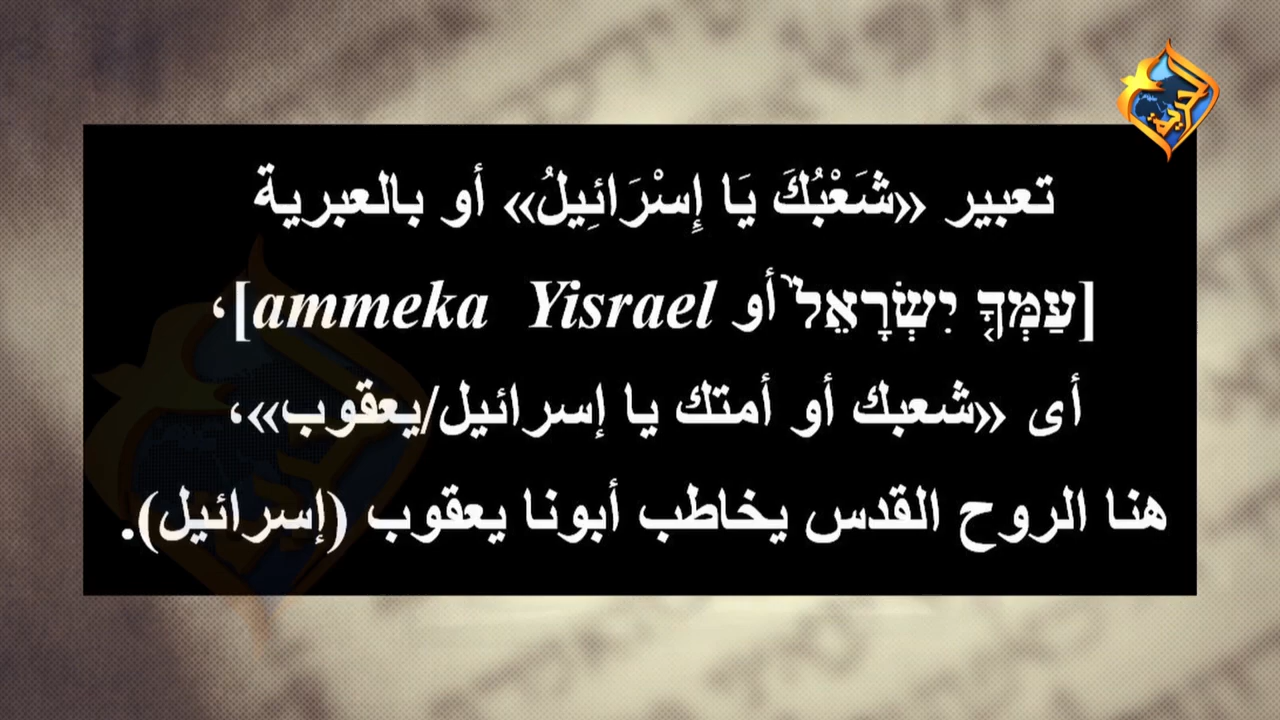 الحرية
تعبير «شَعْبُكَ يَا إِسْرَائِيلُ» أو بالعبرية
[עַמְּךָ֤ יִשְׂרָאֵל֙ أو ammeka Yisrael]،
أى «شعبك أو أمتك يا إسرائيل/يعقوب»،
هنا الروح القدس يخاطب أبونا يعقوب (إسرائيل).